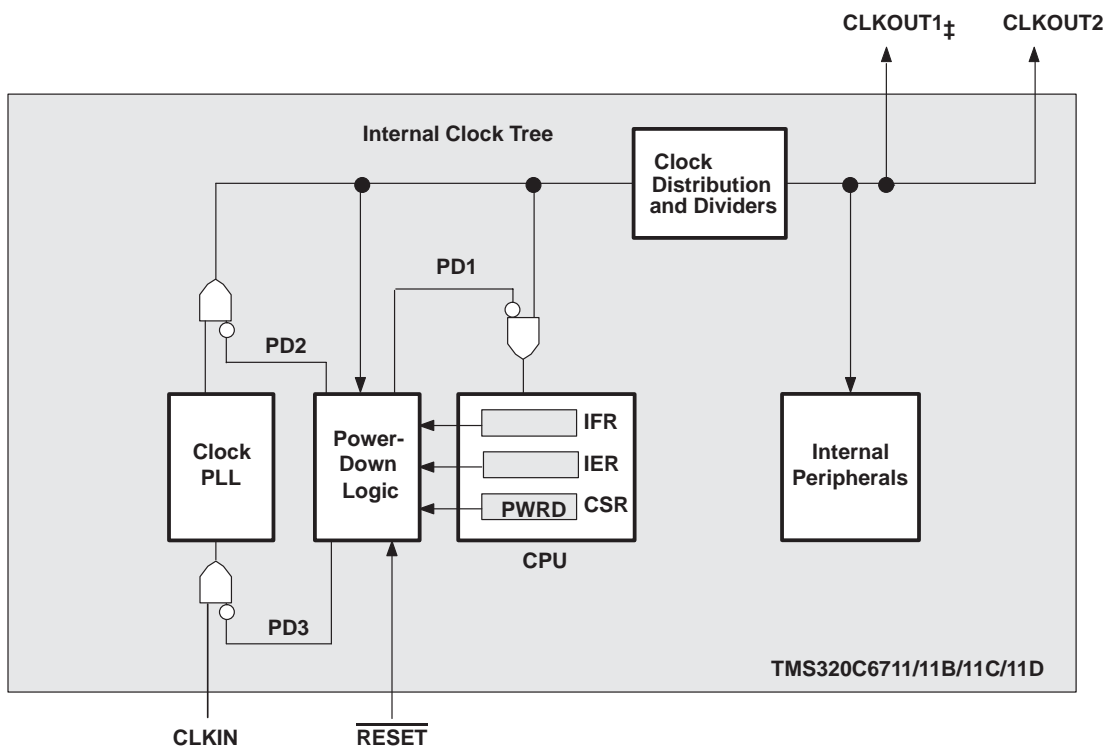 CLKOUT1‡ CLKOUT2
Internal Clock Tree
Clock
Distribution
and Dividers
PD1
PD2
Clock
PLL
Power-
Down
Logic
IFR
IER
PWRD CSR
CPU
Internal
Peripherals
PD3
TMS320C6711/11B/11C/11D
CLKIN
RESET